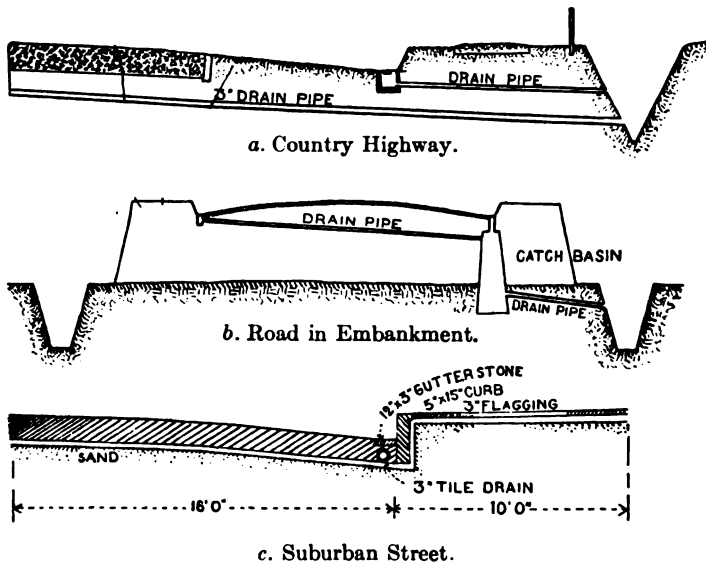 DRAIN PIPE
3" DRAIN PIPE
a. Country Highway.
DRAIN PIPE
CATCH BASIN
DRAIN PIPE
b. Road in Embankment.
12"x3" GUTTER STONE
5"x15" CURB
3" FLAGGING
SAND
3" TILE DRAIN
16'0"
10'0"
c. Suburban Street.